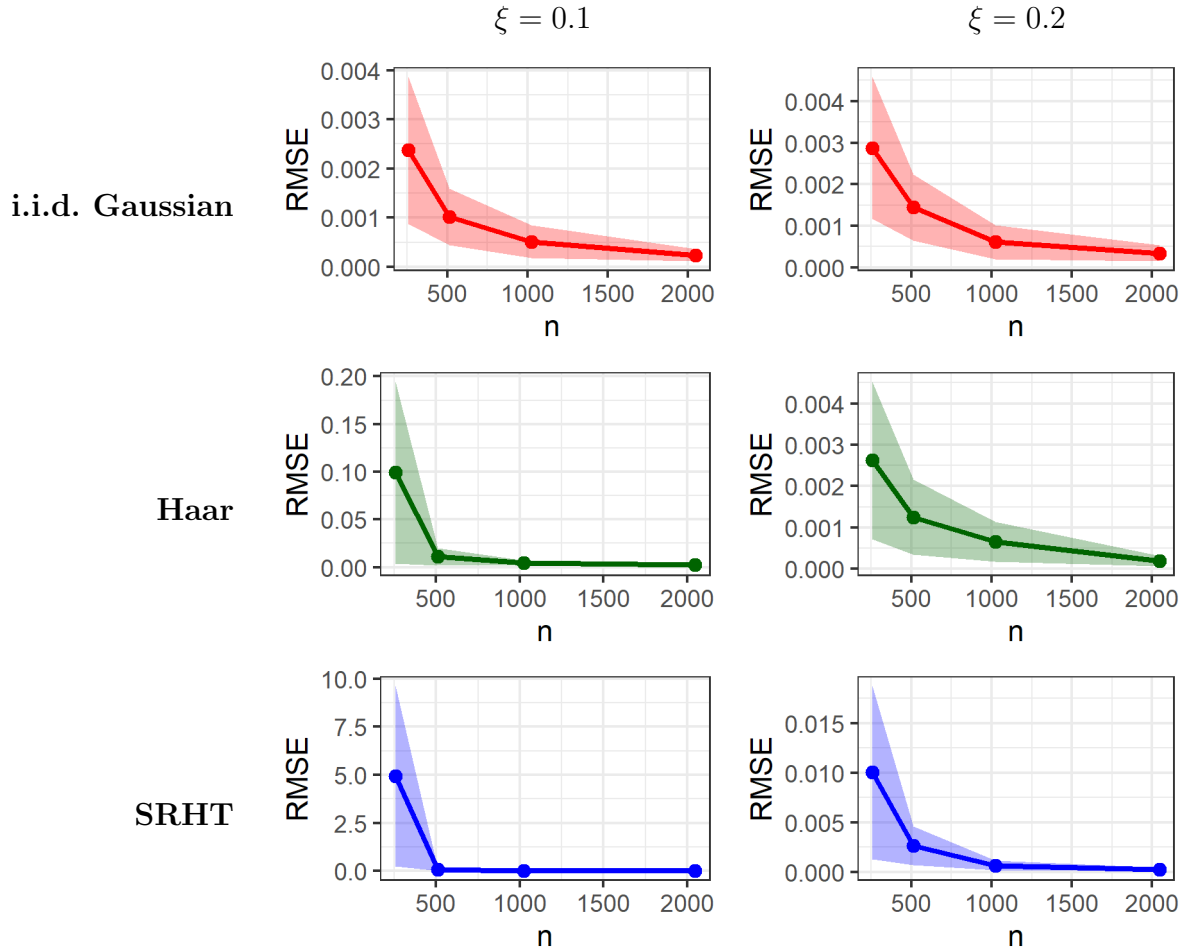 ξ = 0.1 ξ = 0.2
i.i.d. Gaussian
RMSE
0.004
0.003
0.002
0.001
0.000
500 1000 1500 2000
n
RMSE
0.004
0.003
0.002
0.001
0.000
500 1000 1500 2000
n
Haar
RMSE
0.20
0.15
0.10
0.05
0.00
500 1000 1500 2000
n
RMSE
0.004
0.003
0.002
0.001
0.000
500 1000 1500 2000
n
SRHT
RMSE
10.0
7.5
5.0
2.5
0.0
500 1000 1500 2000
n
RMSE
0.015
0.010
0.005
0.000
500 1000 1500 2000
n